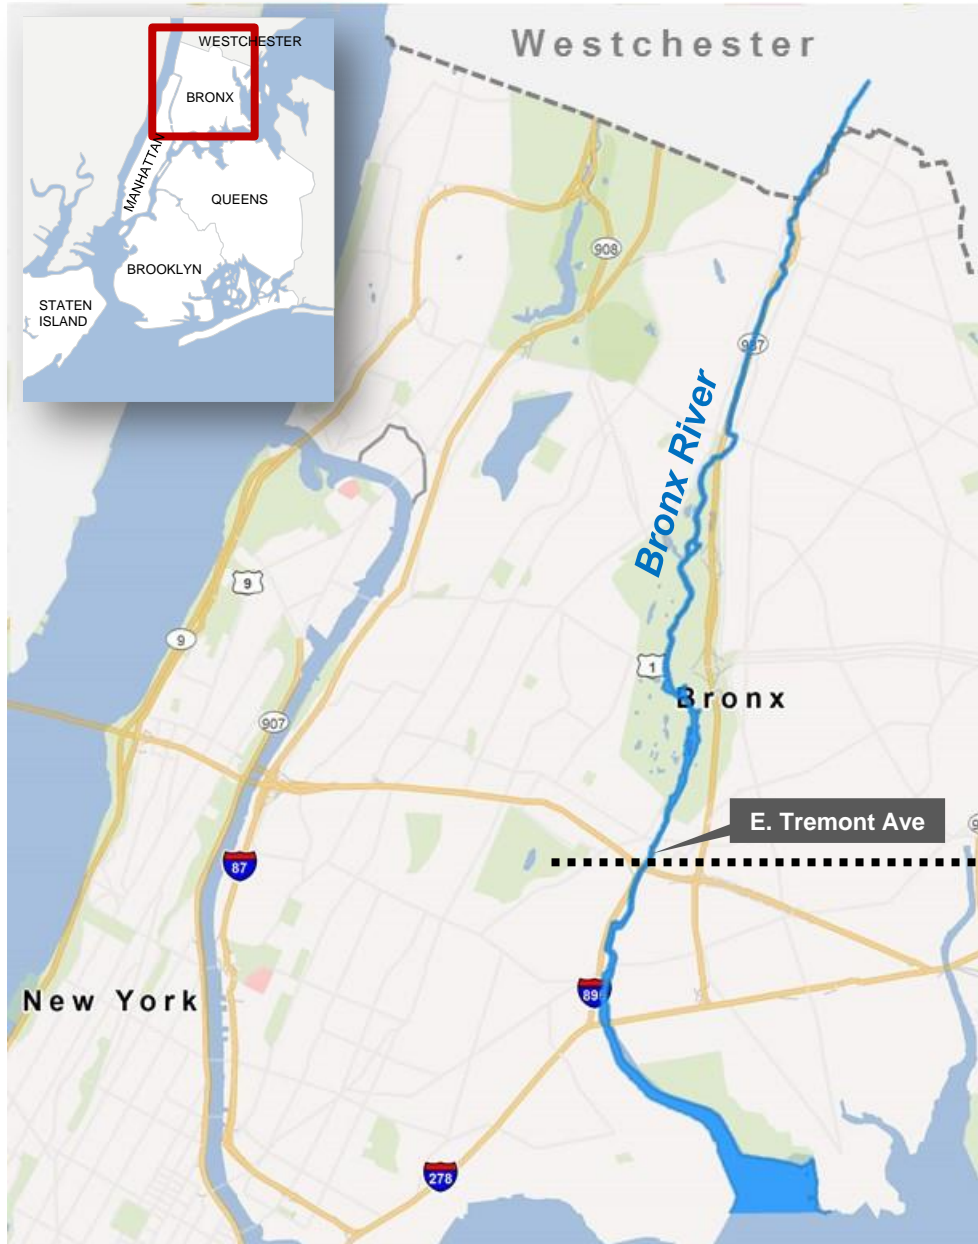 Westchester
WESTCHESTER
BRONX
MANHATTAN
QUEENS
BROOKLYN
STATEN
ISLAND
908
987
Bronx River
9
9
1
Bronx
907
E. Tremont Ave
87
New York
278